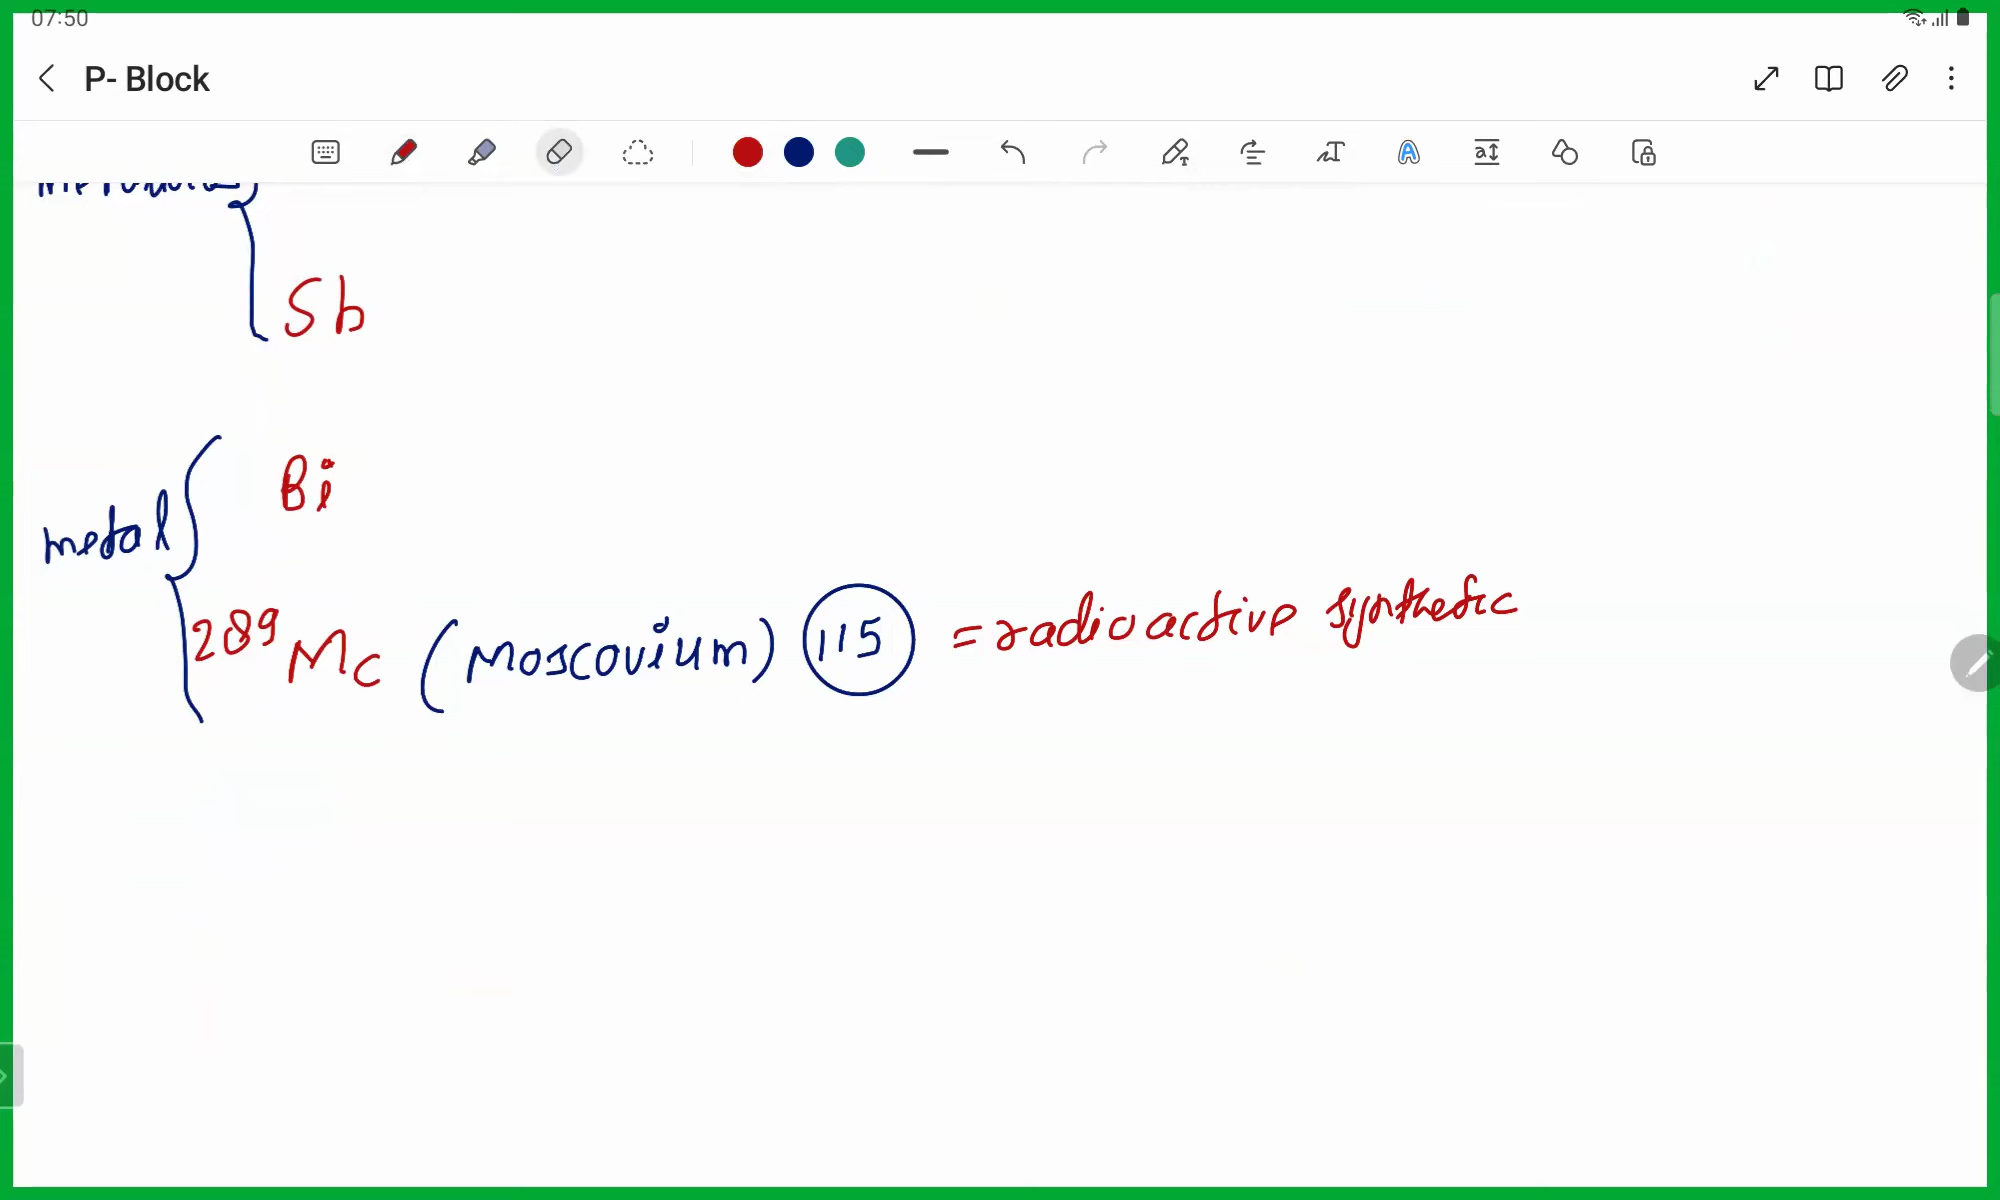 07:50
P- Block
Sb
Bi
metal
289Mc (Moscovium) 115 = radioactive synthetic